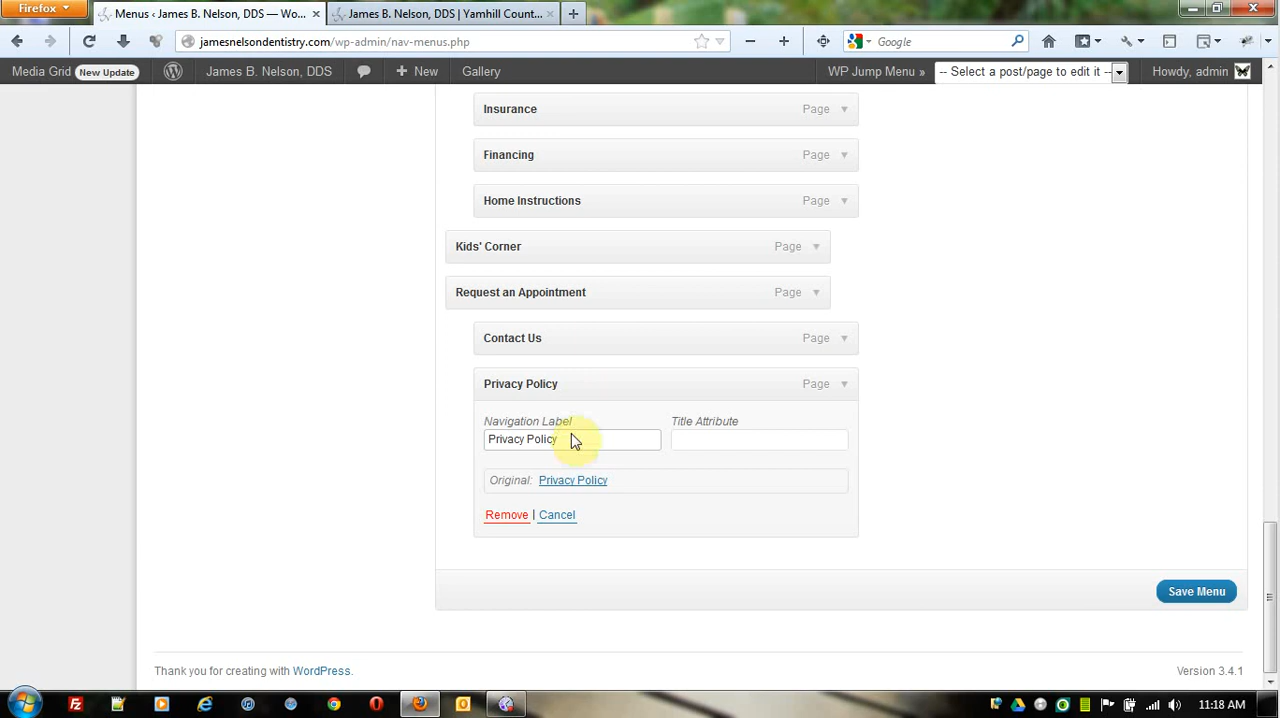 Firefox
Menus ‹ James B. Nelson, DDS — Wo...
James B. Nelson, DDS | Yamhill Count...
jamesnelsondentistry.com/wp-admin/nav-menus.php
Google
Media Grid New Update
James B. Nelson, DDS
New
Gallery
WP Jump Menu »
-- Select a post/page to edit it --
Howdy, admin
Insurance Page
Financing Page
Home Instructions Page
Kids' Corner Page
Request an Appointment Page
Contact Us Page
Privacy Policy Page
Navigation Label Title Attribute
Privacy Policy
Original: Privacy Policy
Remove | Cancel
Save Menu
Thank you for creating with WordPress.
Version 3.4.1
11:18 AM